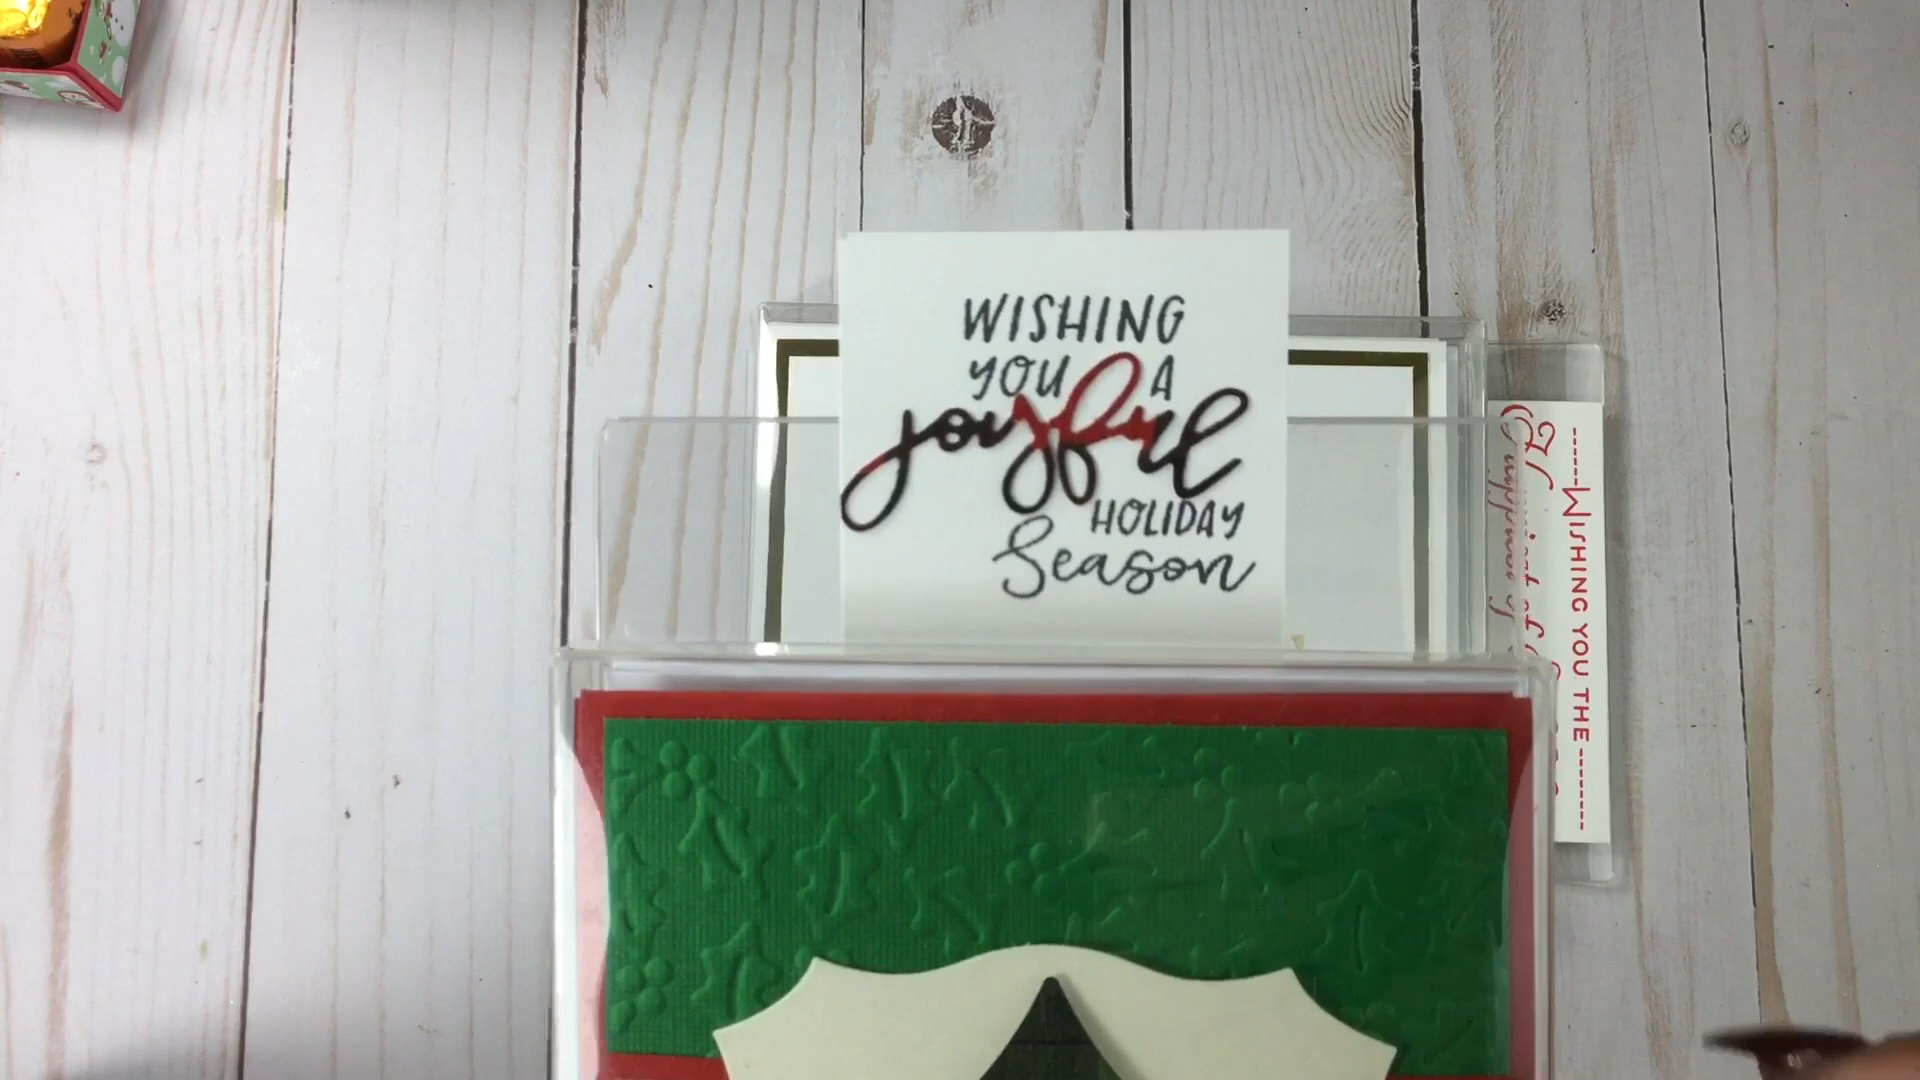 WISHING
YOU A
joyful
HOLIDAY
Season
WISHING YOU THE